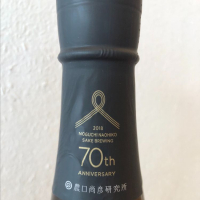 2018
NOGUCHI NAOHIKO
SAKE BREWING
70th
ANNIVERSARY
農口尚彦研究所